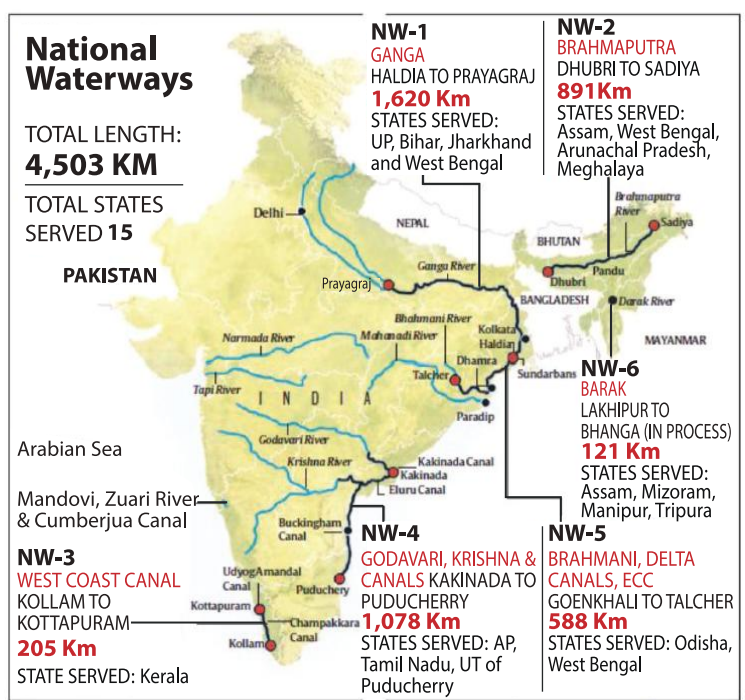 National
Waterways
TOTAL LENGTH:
4,503 KM
TOTAL STATES
SERVED 15
NW-1
GANGA
HALDIA TO PRAYAGRAJ
1,620 Km
STATES SERVED:
UP, Bihar, Jharkhand
and West Bengal
NW-2
BRAHMAPUTRA
DHUBRI TO SADIYA
891Km
STATES SERVED:
Assam, West Bengal,
Arunachal Pradesh,
Meghalaya
Brahmaputra
River
Sadiya
Delhi
NEPAL
BHUTAN
PAKISTAN
Prayagraj
Ganga River
Dhubri
Pandu
BANGLADESH
Darak River
Bhahmani River
Kolkata
Narmada River
Mahanadi River
Haldia
MAYANMAR
Dhamra
Talcher
Sundarbans
Tapi River
INDIA
Paradip
NW-6
BARAK
LAKHIPUR TO
BHANGA (IN PROCESS)
121 Km
STATES SERVED:
Assam, Mizoram,
Manipur, Tripura
Arabian Sea
Godavari River
Krishna River
Kakinada Canal
Kakinada
Eluru Canal
Mandovi, Zuari River
& Cumberjua Canal
Buckingham
Canal
NW-3
WEST COAST CANAL
KOLLAM TO
KOTTAPURAM
205 Km
STATE SERVED: Kerala
UdyogAmandal
Canal
Puduchery
Kottapuram
Champakkara
Canal
Kollam
NW-4
GODAVARI, KRISHNA &
CANALS KAKINADA TO
PUDUCHERRY
1,078 Km
STATES SERVED: AP,
Tamil Nadu, UT of
Puducherry
NW-5
BRAHMANI, DELTA
CANALS, ECC
GOENKHALI TO TALCHER
588 Km
STATES SERVED: Odisha,
West Bengal